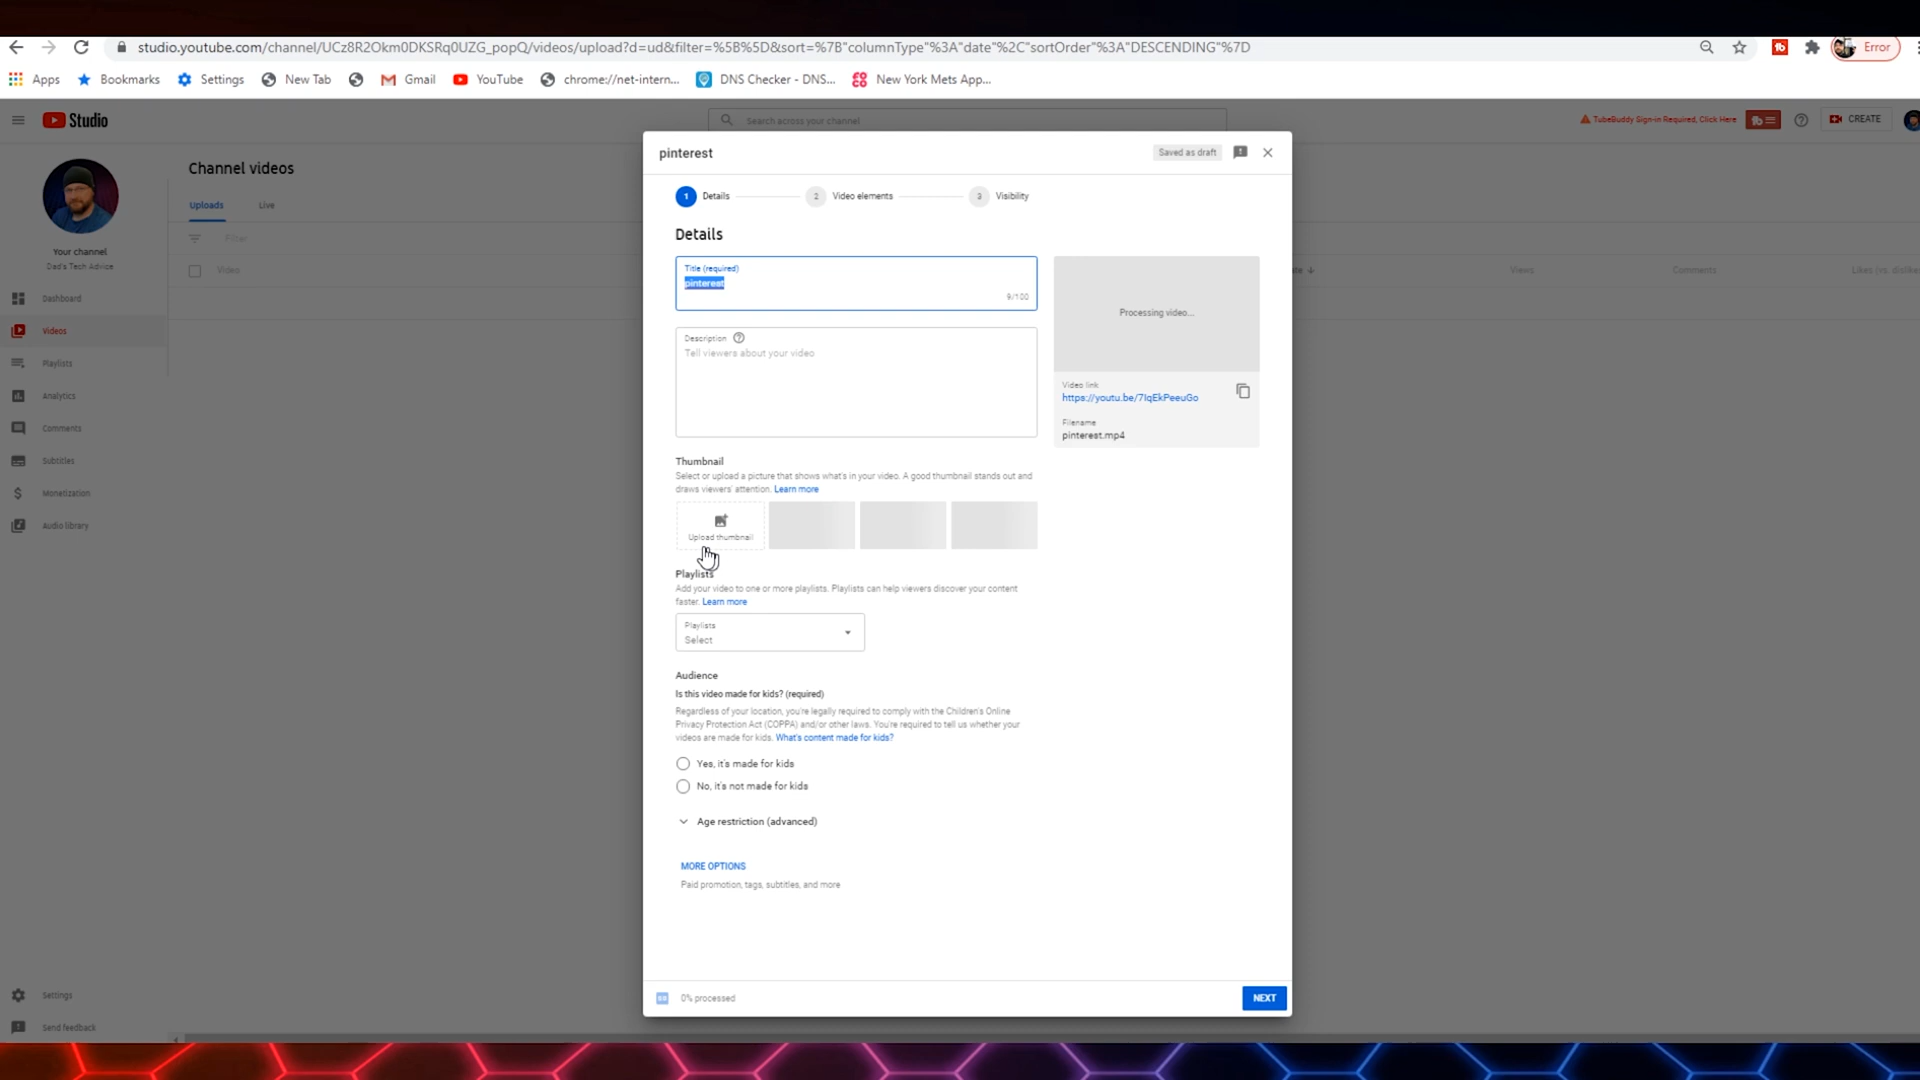 studio.youtube.com/channel/UCz8R2Okm0DKSRq0UZG_popQ/videos/upload?d=ud&filter=%5B%5D&sort=%7B"columnType"%3A"date"%2C"sortOrder"%3A"DESCENDING"%7D
Error
Apps Bookmarks Settings New Tab Gmail YouTube chrome://net-intern... DNS Checker - DNS... New York Mets App...
Studio
Search across your channel
TubeBuddy Sign-in Required, Click Here
CREATE
pinterest
Saved as draft
Channel videos
1 Details 2 Video elements 3 Visibility
Uploads Live
Details
Filter
Your channel
Dad's Tech Advice
Video
Views Comments Likes (vs. dislike
Title (required)
pinterest
9/100
Processing video...
Dashboard
Videos
Playlists
Analytics
Comments
Subtitles
Monetization
Audio library
Description
Tell viewers about your video
Video link
https://youtu.be/7IqEkPeeuGo
Filename
pinterest.mp4
Thumbnail
Select or upload a picture that shows what's in your video. A good thumbnail stands out and
draws viewers' attention. Learn more
Upload thumbnail
Playlists
Add your video to one or more playlists. Playlists can help viewers discover your content
faster. Learn more
Playlists
Select
Audience
Is this video made for kids? (required)
Regardless of your location, you're legally required to comply with the Children's Online
Privacy Protection Act (COPPA) and/or other laws. You're required to tell us whether your
videos are made for kids. What's content made for kids?
Yes, it's made for kids
No, it's not made for kids
Age restriction (advanced)
MORE OPTIONS
Paid promotion, tags, subtitles, and more
Settings
Send feedback
0% processed
NEXT